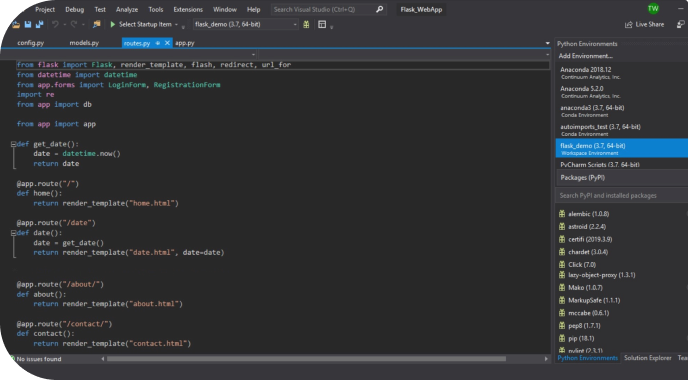 Project Debug Test Analyze Tools Extensions Window Help Search Visual Studio (Ctrl+Q) Flask_WebApp TW
Select Startup Item flask_demo (3.7, 64-bit) Live Share
config.py models.py routes.py app.py
from flask import Flask, render_template, flash, redirect, url_for
from datetime import datetime
from app.forms import LoginForm, RegistrationForm
import re
from app import db
from app import app
def get_date():
date = datetime.now()
return date
@app.route("/")
def home():
return render_template("home.html")
@app.route("/date")
def date():
date = get_date()
return render_template("date.html", date=date)
@app.route("/about/")
def about():
return render_template("about.html")
@app.route("/contact/")
def contact():
return render_template("contact.html")
No issues found
Python Environments
Add Environment...
Anaconda 2018.12
Continuum Analytics, Inc.
Anaconda 5.2.0
Continuum Analytics, Inc.
anaconda3 (3.7, 64-bit)
Conda Environment
autoimports_test (3.7, 64-bit)
Conda Environment
flask_demo (3.7, 64-bit)
Workspace Environment
PyCharm Scripts (3.7, 64-bit)
Packages (PyPI)
Search PyPI and installed packages
alembic (1.0.8)
astroid (2.2.4)
certifi (2019.3.9)
chardet (3.0.4)
Click (7.0)
lazy-object-proxy (1.3.1)
Mako (1.0.7)
MarkupSafe (1.1.1)
mccabe (0.6.1)
pep8 (1.7.1)
pip (18.1)
pylint (2.3.1)
Python Environments Solution Explorer Tea